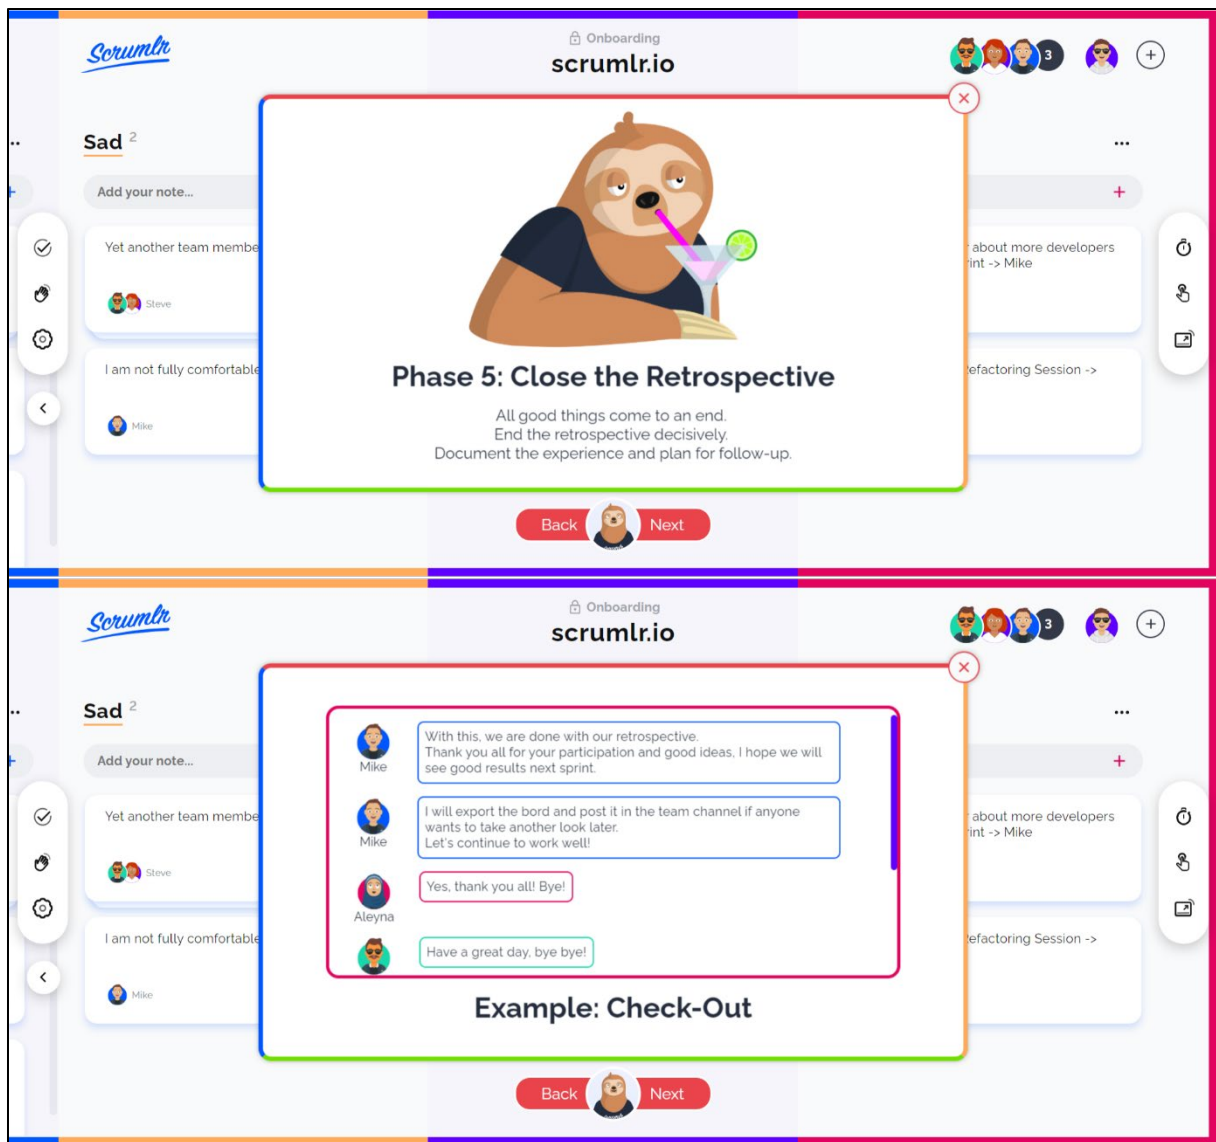 Scrumlr
Onboarding
scrumlr.io
3
Sad 2
Add your note...
Yet another team membe
Steve
I am not fully comfortable
Mike
about more developers
int -> Mike
efactoring Session ->
Phase 5: Close the Retrospective
All good things come to an end.
End the retrospective decisively.
Document the experience and plan for follow-up.
Back
Next
Scrumlr
Onboarding
scrumlr.io
3
Sad 2
Add your note...
Yet another team membe
Steve
I am not fully comfortable
Mike
about more developers
int -> Mike
efactoring Session ->
Mike
With this, we are done with our retrospective.
Thank you all for your participation and good ideas, I hope we will
see good results next sprint.
Mike
I will export the bord and post it in the team channel if anyone
wants to take another look later.
Let's continue to work well!
Aleyna
Yes, thank you all! Bye!
Have a great day, bye bye!
Example: Check-Out
Back
Next